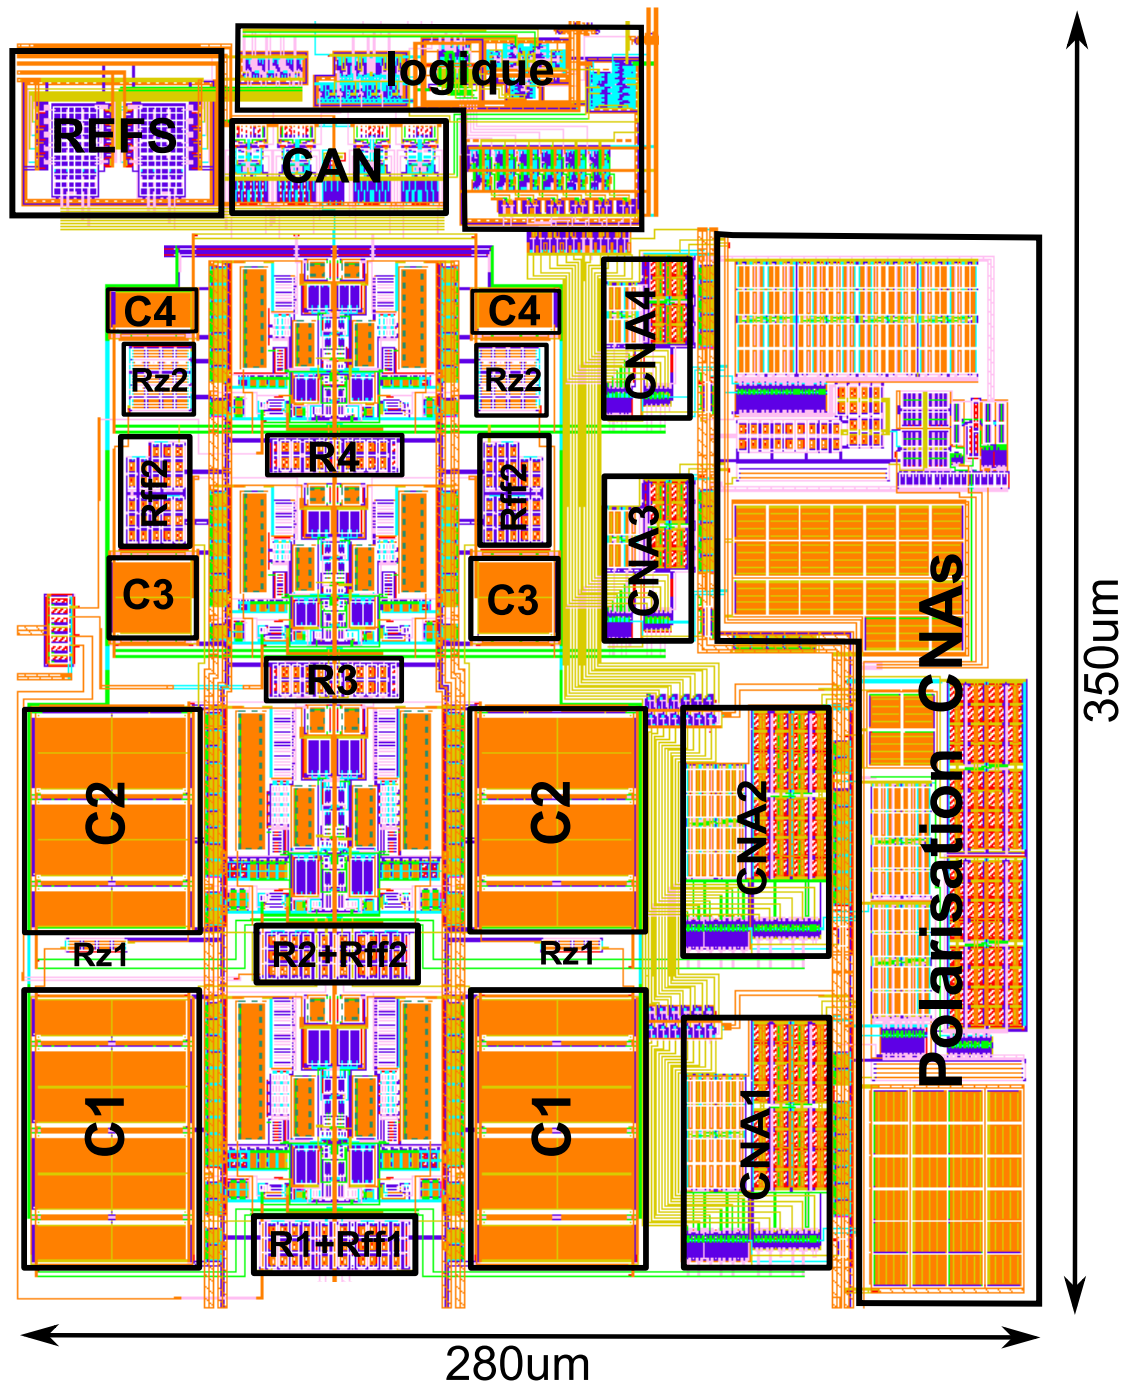 logique
REFS
CAN
C4
C4
CNA4
Rz2
Rz2
R4
Rff2
Rff2
CNA3
C3
C3
R3
C2
C2
CNA2
Rz1
R2+Rff2
Rz1
C1
C1
CNA1
R1+Rff1
Polarisation CNAs
350um
280um